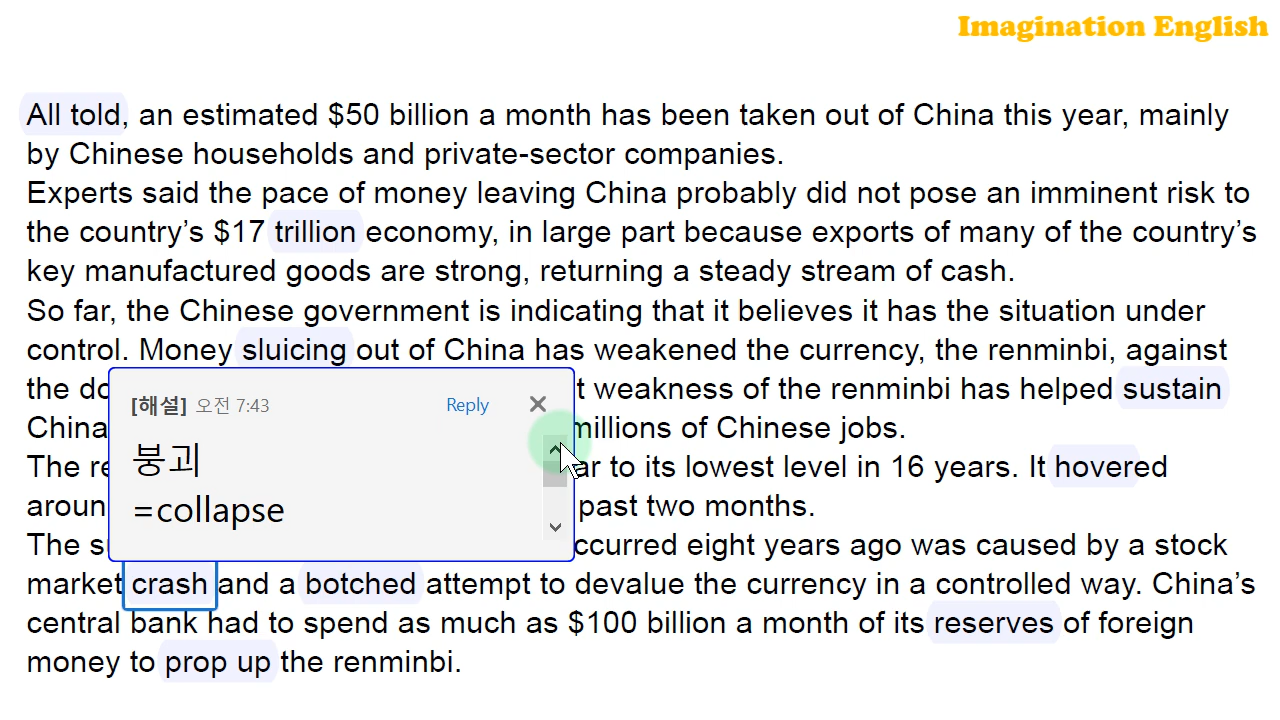 Imagination English
All told, an estimated $50 billion a month has been taken out of China this year, mainly
by Chinese households and private-sector companies.
Experts said the pace of money leaving China probably did not pose an imminent risk to
the country’s $17 trillion economy, in large part because exports of many of the country’s
key manufactured goods are strong, returning a steady stream of cash.
So far, the Chinese government is indicating that it believes it has the situation under
control. Money sluicing out of China has weakened the currency, the renminbi, against
the weakness of the renminbi has helped sustain
[해설] 오전 7:43 Reply
China millions of Chinese jobs.
붕괴
The to its lowest level in 16 years. It hovered
=collapse
past two months.
The occurred eight years ago was caused by a stock
market crash and a botched attempt to devalue the currency in a controlled way. China’s
central bank had to spend as much as $100 billion a month of its reserves of foreign
money to prop up the renminbi.